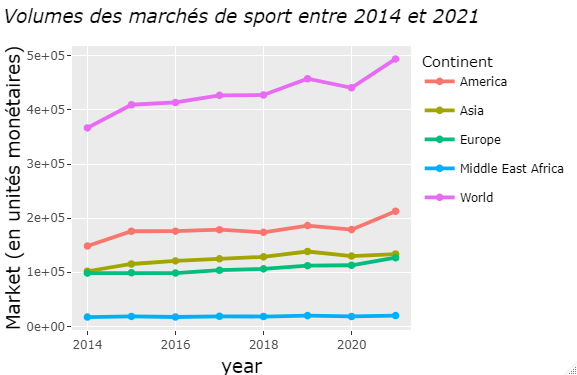 Volumes des marchés de sport entre 2014 et 2021
Market (en unités monétaires)
5e+05
4e+05
3e+05
2e+05
1e+05
0e+00
2014
2016
2018
2020
year
Continent
America
Asia
Europe
Middle East Africa
World